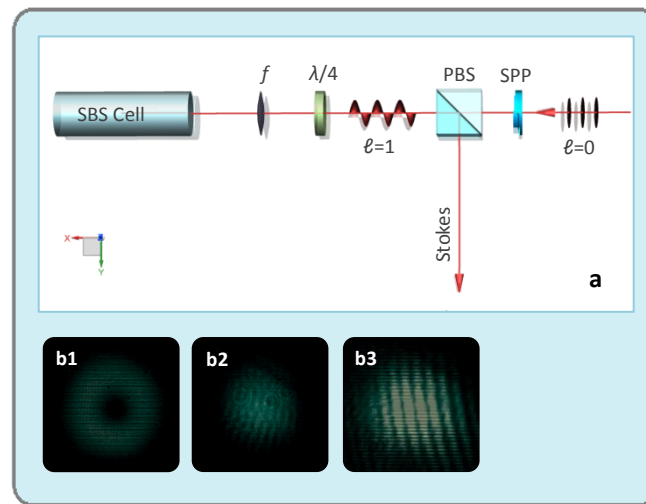 f λ/4 PBS SPP
SBS Cell
ℓ=1 ℓ=0
Stokes
X
Y
a
b1 b2 b3